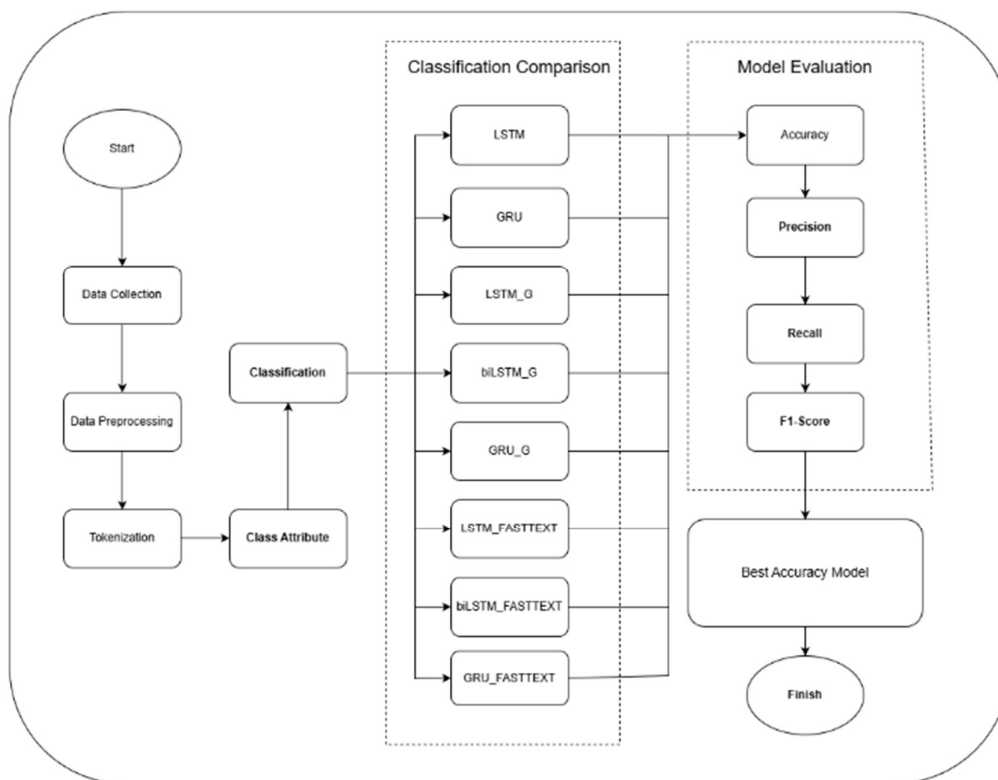 Start
Data Collection
Data Preprocessing
Tokenization
Class Attribute
Classification
Classification Comparison
LSTM
GRU
LSTM_G
biLSTM_G
GRU_G
LSTM_FASTTEXT
biLSTM_FASTTEXT
GRU_FASTTEXT
Model Evaluation
Accuracy
Precision
Recall
F1-Score
Best Accuracy Model
Finish